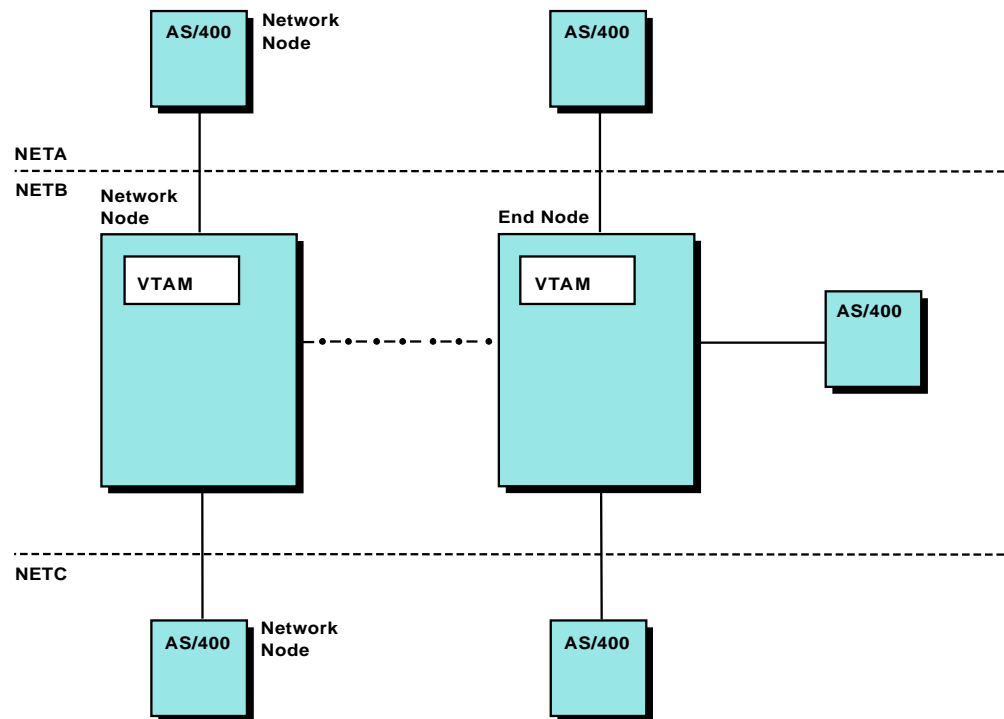 AS/400
Network
Node
AS/400
NETA
NETB
Network
Node
End Node
VTAM
VTAM
AS/400
NETC
AS/400
Network
Node
AS/400